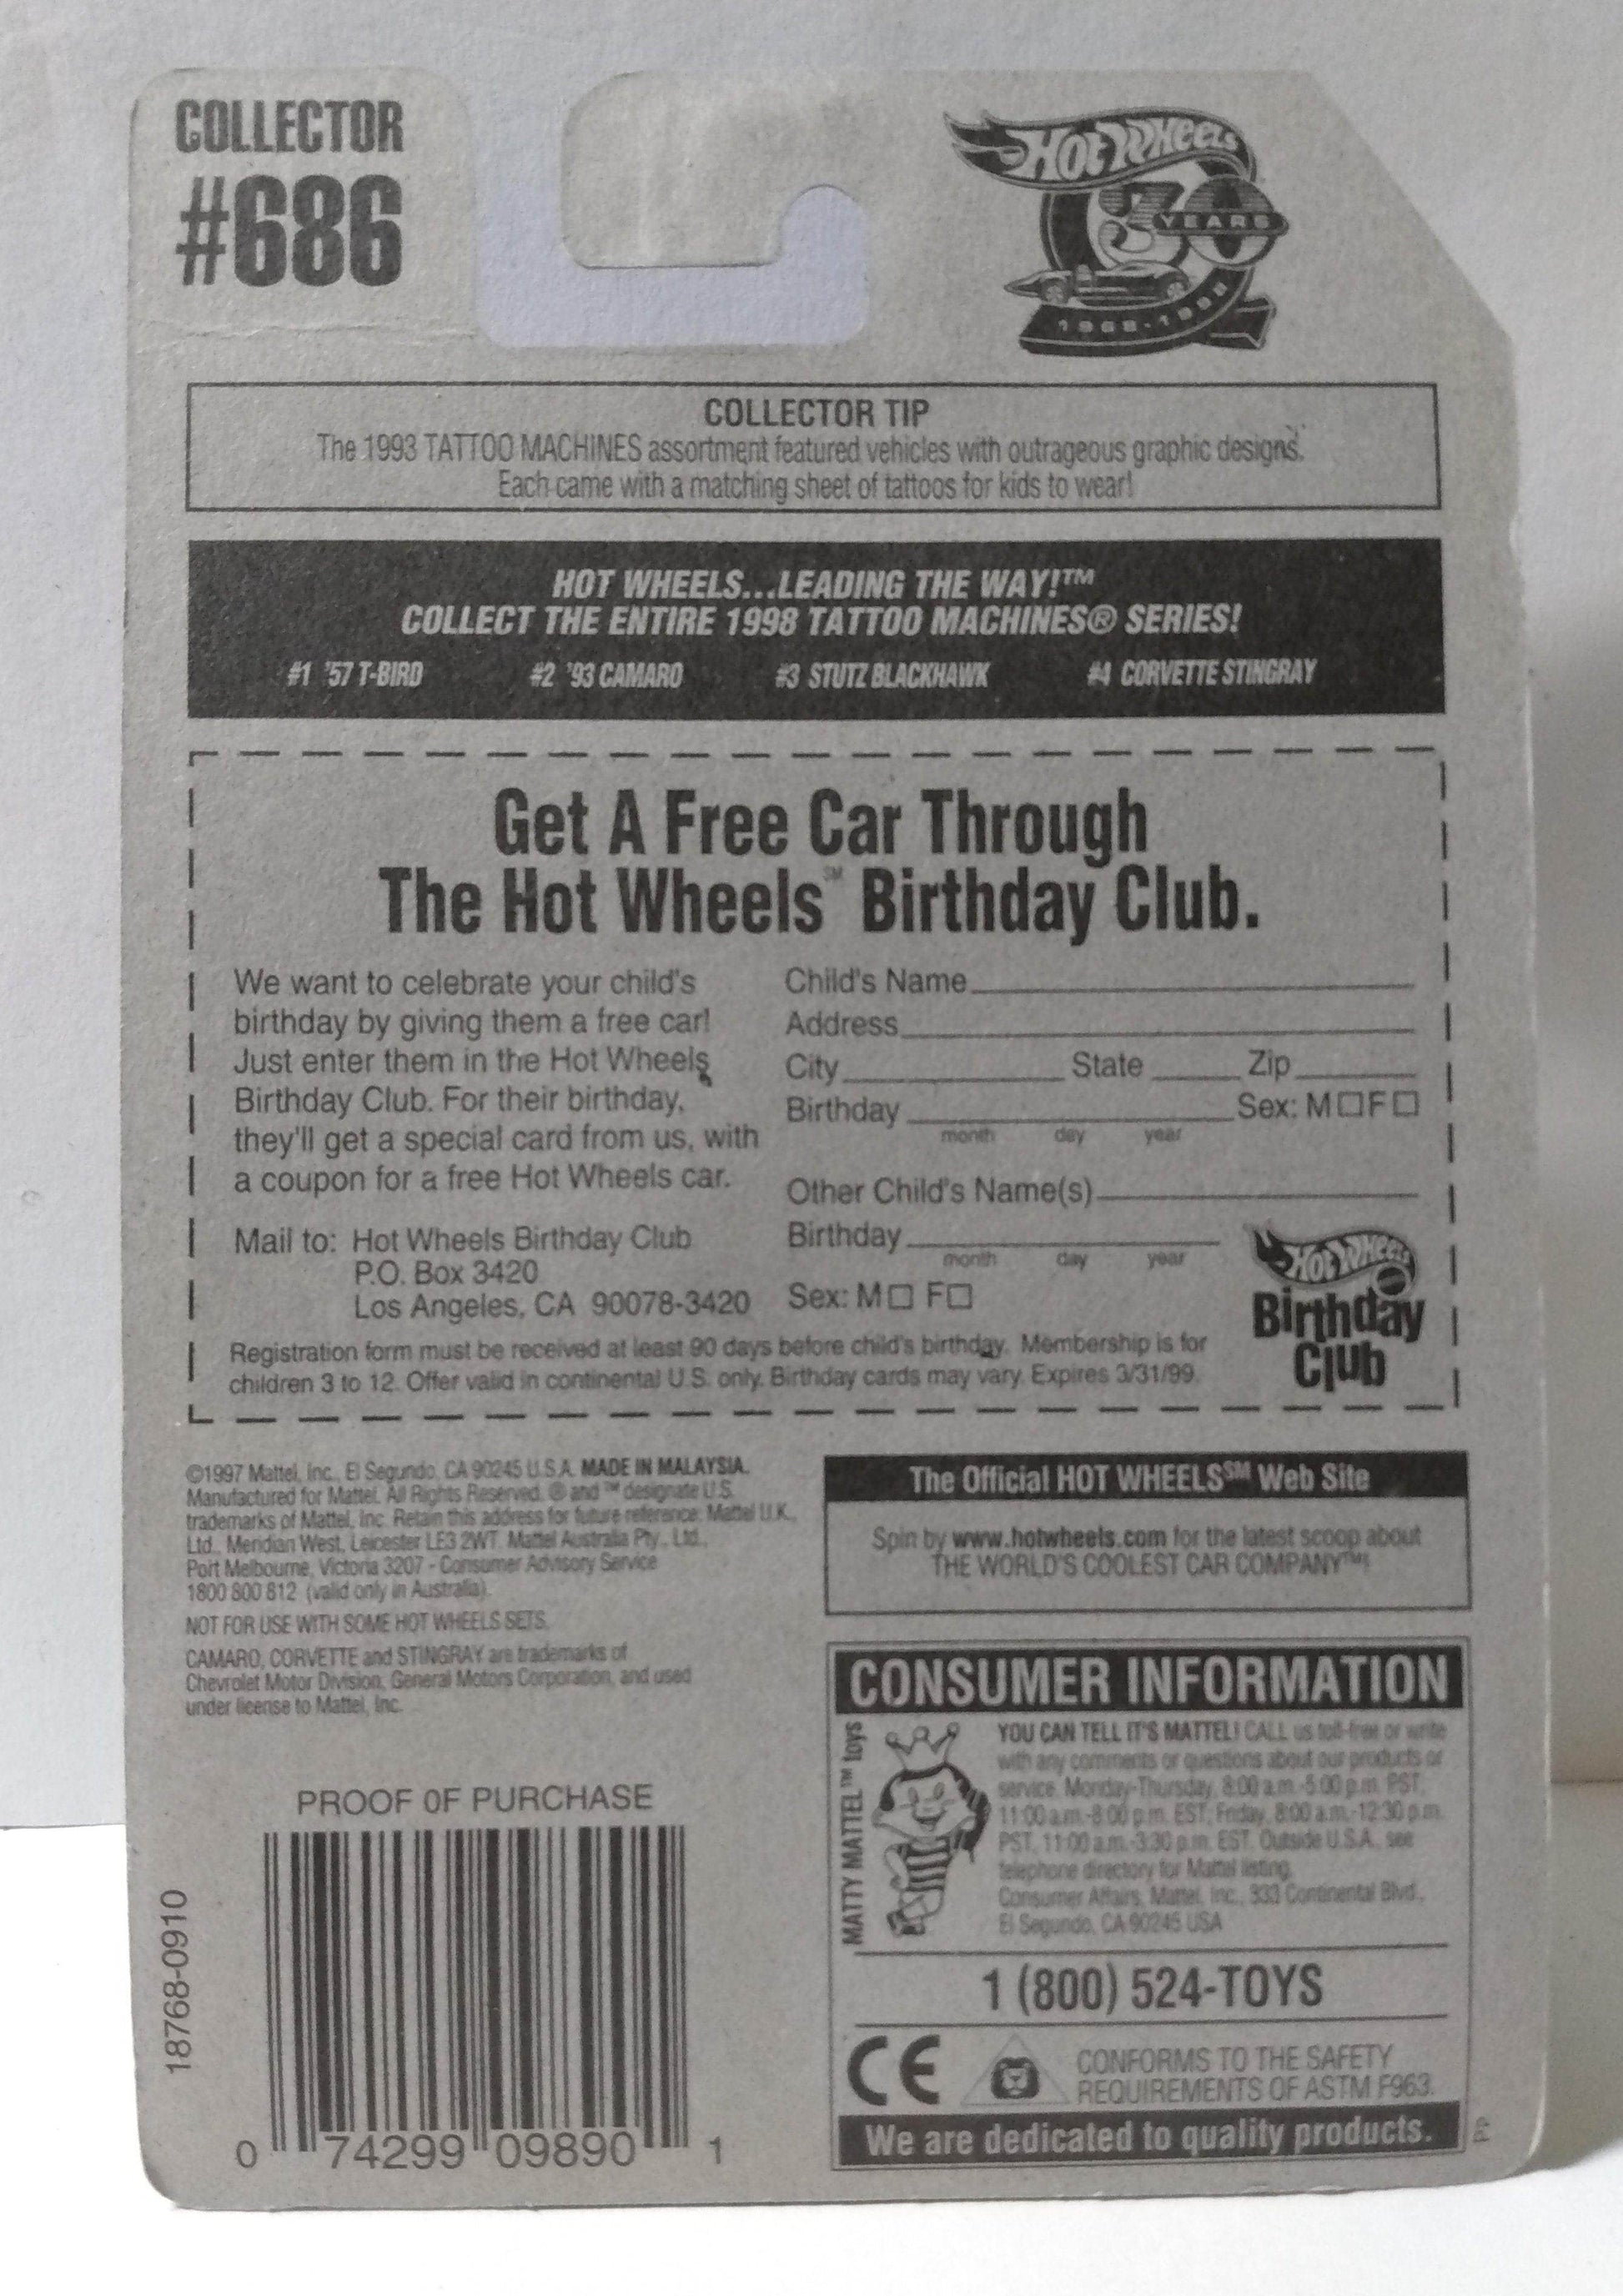 COLLECTOR
#686
Hot Wheels
30
YEARS
1968-1998
COLLECTOR TIP
The 1993 TATTOO MACHINES assortment featured vehicles with outrageous graphic designs.
Each came with a matching sheet of tattoos for kids to wear!
HOT WHEELS...LEADING THE WAY!™
COLLECT THE ENTIRE 1998 TATTOO MACHINES® SERIES!
#1 '57 T-BIRD #2 '93 CAMARO #3 STUTZ BLACKHAWK #4 CORVETTE STINGRAY
Get A Free Car Through
The Hot Wheels℠ Birthday Club.
We want to celebrate your child's
birthday by giving them a free car!
Just enter them in the Hot Wheels
Birthday Club. For their birthday,
they'll get a special card from us, with
a coupon for a free Hot Wheels car.
Mail to: Hot Wheels Birthday Club
P.O. Box 3420
Los Angeles, CA 90078-3420
Child's Name
Address
City State Zip
Birthday Sex: M☐F☐
month day year
Other Child's Name(s)
Birthday
month day year
Sex: M☐ F☐
Hot Wheels
Birthday
Club
Registration form must be received at least 90 days before child's birthday. Membership is for
children 3 to 12. Offer valid in continental U.S. only. Birthday cards may vary. Expires 3/31/99.
©1997 Mattel, Inc., El Segundo, CA 90245 U.S.A. MADE IN MALAYSIA.
Manufactured for Mattel. All Rights Reserved. ® and ™ designate U.S.
trademarks of Mattel, Inc. Retain this address for future reference: Mattel U.K.,
Ltd., Meridian West, Leicester LE3 2WT. Mattel Australia Pty., Ltd.,
Port Melbourne, Victoria 3207 - Consumer Advisory Service
1800 800 812 (valid only in Australia).
NOT FOR USE WITH SOME HOT WHEELS SETS.
CAMARO, CORVETTE and STINGRAY are trademarks of
Chevrolet Motor Division, General Motors Corporation, and used
under license to Mattel, Inc.
The Official HOT WHEELS℠ Web Site
Spin by www.hotwheels.com for the latest scoop about
THE WORLD'S COOLEST CAR COMPANY™!
CONSUMER INFORMATION
MATTY MATTEL™ toys
YOU CAN TELL IT'S MATTEL! CALL us toll-free or write
with any comments or questions about our products or
service. Monday-Thursday, 8:00 a.m.-5:00 p.m. PST,
11:00 a.m.-8:00 p.m. EST; Friday, 8:00 a.m.-12:30 p.m.
PST, 11:00 a.m.-3:30 p.m. EST. Outside U.S.A., see
telephone directory for Mattel listing.
Consumer Affairs, Mattel, Inc., 333 Continental Blvd.,
El Segundo, CA 90245 USA
1 (800) 524-TOYS
CE
CONFORMS TO THE SAFETY
REQUIREMENTS OF ASTM F963.
We are dedicated to quality products.
PROOF OF PURCHASE
18768-0910
0 74299 09890 1